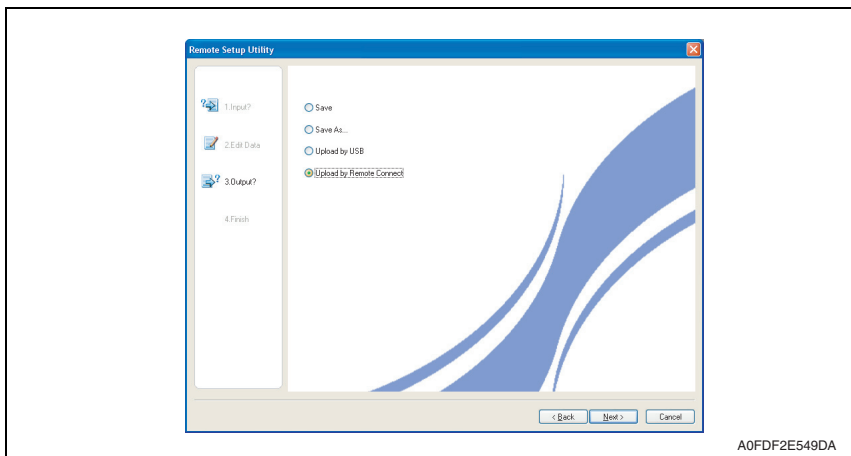 Remote Setup Utility
1.Input?
2.Edit Data
3.Output?
4.Finish
Save
Save As...
Upload by USB
Upload by Remote Connect
< Back
Next >
Cancel
A0FDF2E549DA